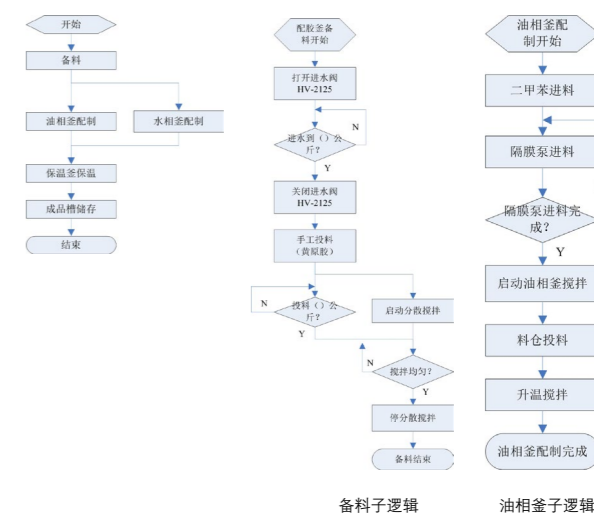 开始
备料
油相釜配制
水相釜配制
保温釜保温
成品槽储存
结束
配胶釜备
料开始
打开进水阀
HV-2125
N
进水到（）公
斤？
Y
关闭进水阀
HV-2125
手工投料
（黄原胶）
N
投料（）公
斤？
Y
启动分散搅拌
N
搅拌均匀？
Y
停分散搅拌
备料结束
备料子逻辑
油相釜配
制开始
二甲苯进料
隔膜泵进料
隔膜泵进料完
成？
Y
启动油相釜搅拌
料仓投料
升温搅拌
油相釜配制完成
油相釜子逻辑